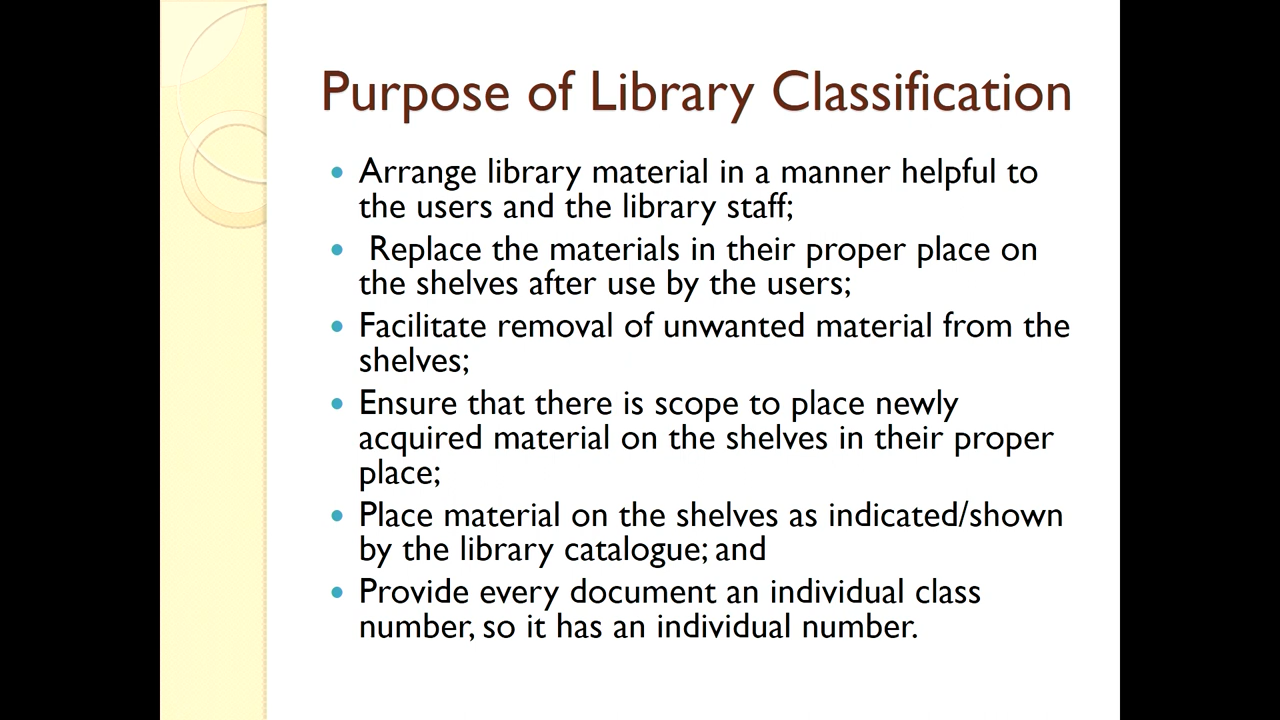 Purpose of Library Classification
• Arrange library material in a manner helpful to
the users and the library staff;
• Replace the materials in their proper place on
the shelves after use by the users;
• Facilitate removal of unwanted material from the
shelves;
• Ensure that there is scope to place newly
acquired material on the shelves in their proper
place;
• Place material on the shelves as indicated/shown
by the library catalogue; and
• Provide every document an individual class
number, so it has an individual number.